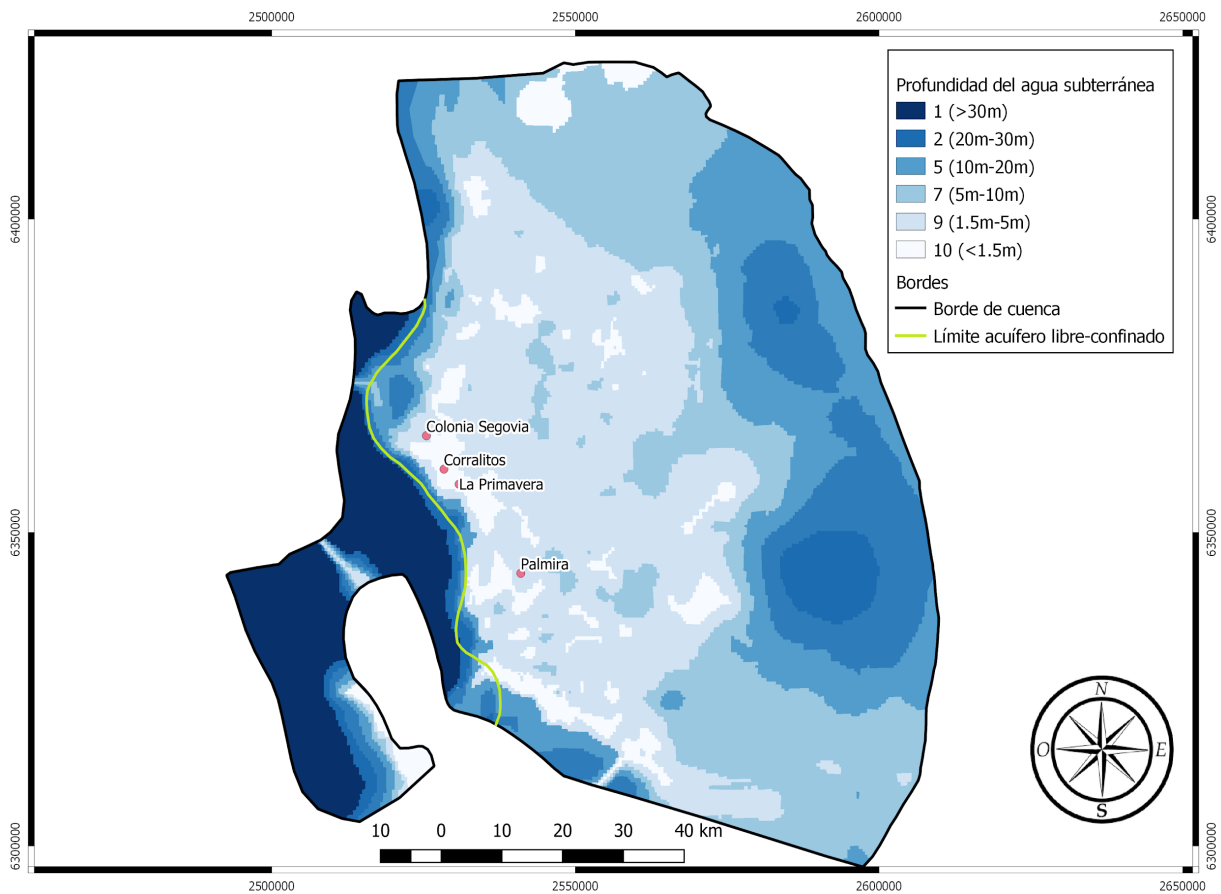 2500000
2550000
2600000
2650000
Profundidad del agua subterránea
1 (>30m)
2 (20m-30m)
5 (10m-20m)
7 (5m-10m)
9 (1.5m-5m)
10 (<1.5m)
Bordes
Borde de cuenca
Límite acuífero libre-confinado
6400000
6400000
Colonia Segovia
Corralitos
La Primavera
6350000
6350000
Palmira
N
O
E
S
6300000
6300000
10 0 10 20 30 40 km
2500000
2550000
2600000
2650000